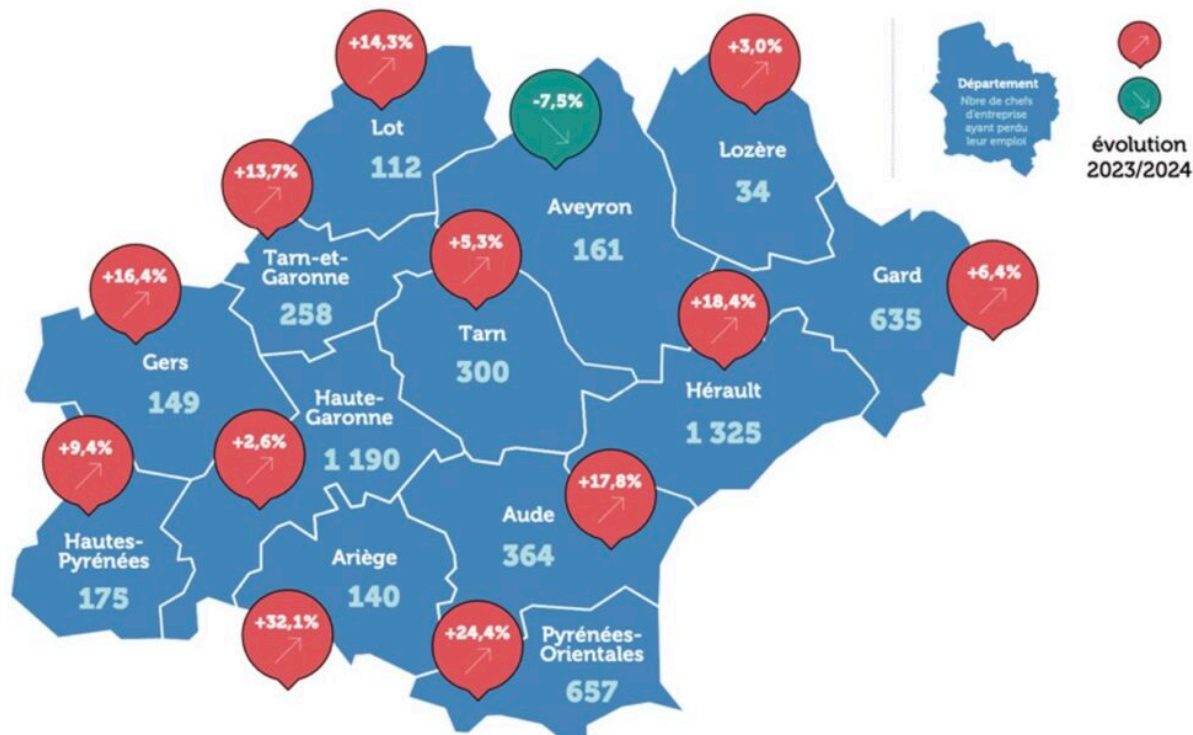 +14,3%
Lot
112
-7,5%
Aveyron
161
+3,0%
Lozère
34
Département
Nbre de chefs
d'entreprise
ayant perdu
leur emploi
évolution
2023/2024
+13,7%
Tarn-et-
Garonne
258
+5,3%
Tarn
300
+18,4%
Hérault
1 325
Gard
635
+6,4%
+16,4%
Gers
149
Haute-
Garonne
1 190
+2,6%
+9,4%
Hautes-
Pyrénées
175
+17,8%
Aude
364
Ariège
140
+32,1%
+24,4%
Pyrénées-
Orientales
657